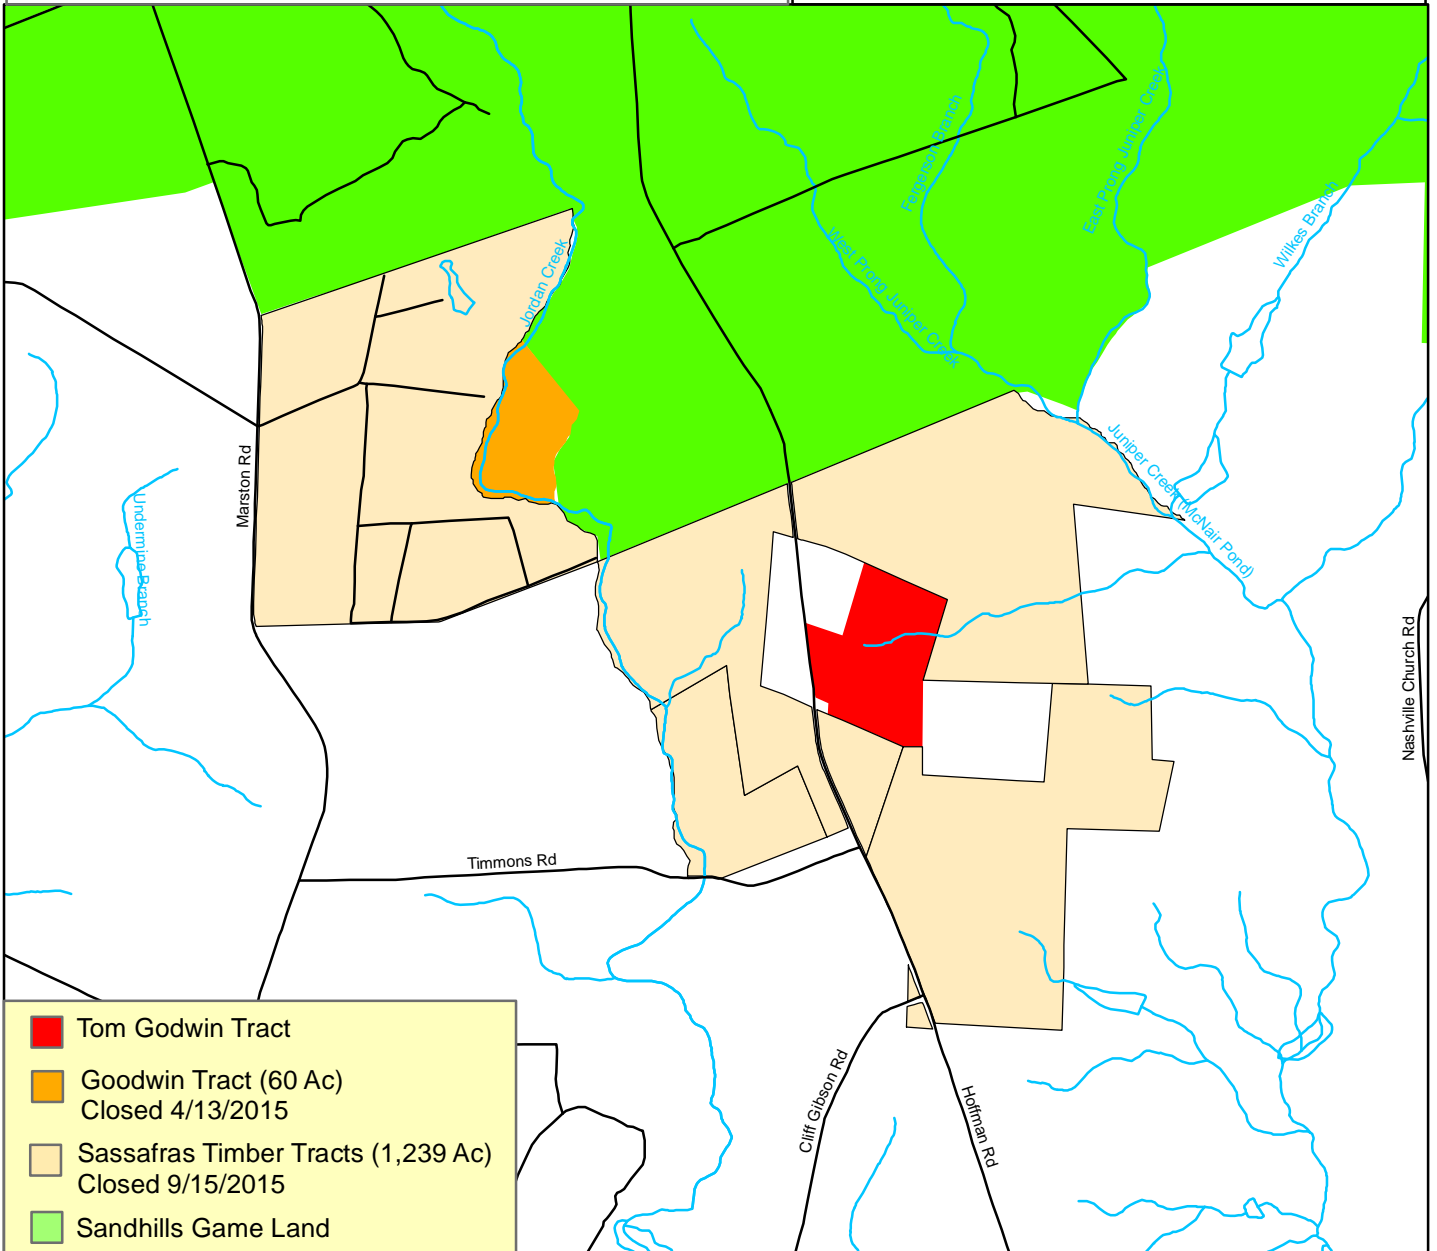 Fergerson Branch
East Prong Juniper Creek
Wilkes Branch
West Prong Juniper Creek
Jordan Creek
Juniper Creek (McNair Pond)
Marston Rd
Undermine Branch
Nashville Church Rd
Timmons Rd
Cliff Gibson Rd
Hoffman Rd
Tom Godwin Tract
Goodwin Tract (60 Ac)
Closed 4/13/2015
Sassafras Timber Tracts (1,239 Ac)
Closed 9/15/2015
Sandhills Game Land